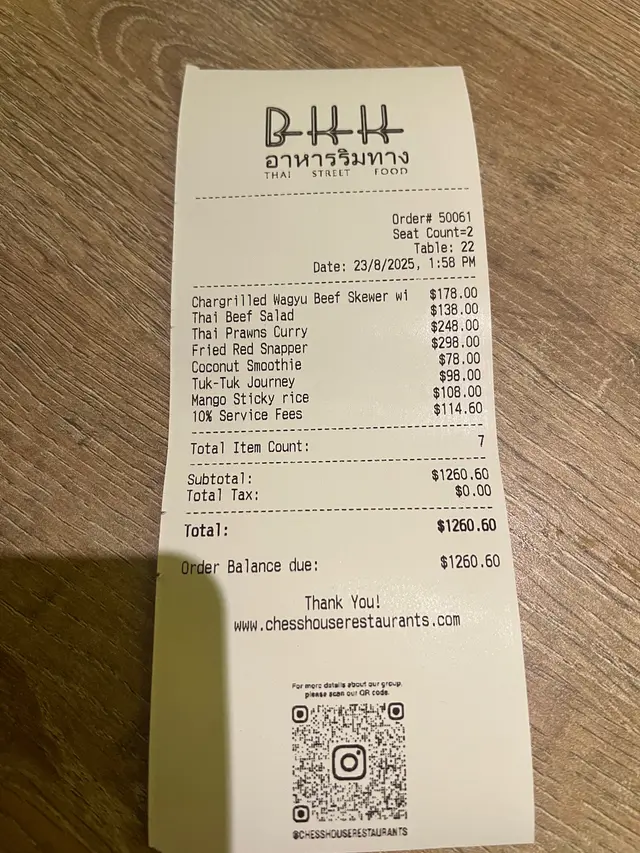 BKK
อาหารริมทาง
THAI STREET FOOD
Order# 50061
Seat Count=2
Table: 22
Date: 23/8/2025, 1:58 PM
Chargrilled Wagyu Beef Skewer wi $178.00
Thai Beef Salad $138.00
Thai Prawns Curry $248.00
Fried Red Snapper $298.00
Coconut Smoothie $78.00
Tuk-Tuk Journey $98.00
Mango Sticky rice $108.00
10% Service Fees $114.60
Total Item Count: 7
Subtotal: $1260.60
Total Tax: $0.00
Total: $1260.60
Order Balance due: $1260.60
Thank You!
www.chesshouserestaurants.com
For more details about our group,
please scan our QR code.
@CHESSHOUSERESTAURANTS